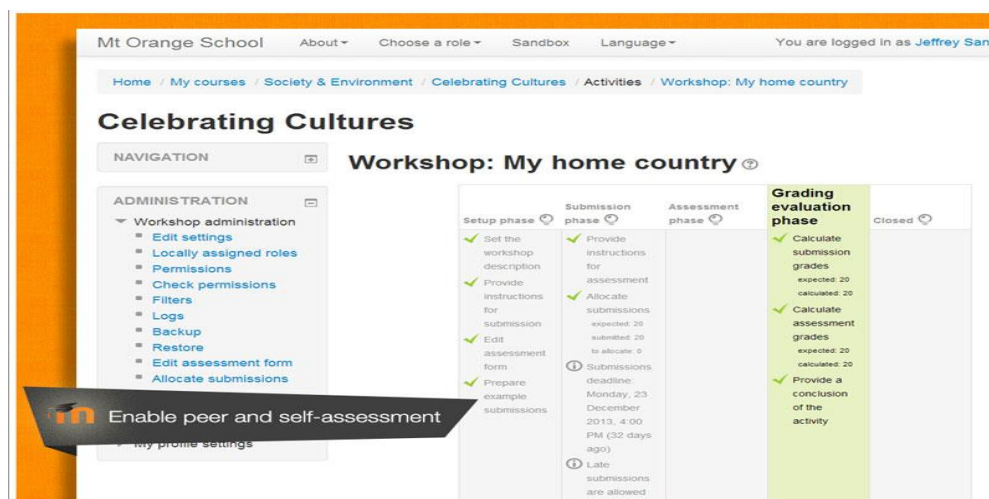 Mt Orange School About Choose a role Sandbox Language You are logged in as Jeffrey San
Home / My courses / Society & Environment / Celebrating Cultures / Activities / Workshop: My home country
Celebrating Cultures
NAVIGATION
ADMINISTRATION
Workshop administration
Edit settings
Locally assigned roles
Permissions
Check permissions
Filters
Logs
Backup
Restore
Edit assessment form
Allocate submissions
Enable peer and self-assessment
My profile settings
Workshop: My home country
Setup phase
Set the
workshop
description
Provide
instructions
for
submission
Edit
assessment
form
Prepare
example
submissions
Submission
phase
Provide
instructions
for
assessment
Allocate
submissions
expected: 20
submitted: 20
to allocate: 0
Submissions
deadline:
Monday, 23
December
2013, 4:00
PM (32 days
ago)
Late
submissions
are allowed
Assessment
phase
Grading
evaluation
phase
Calculate
submission
grades
expected: 20
calculated: 20
Calculate
assessment
grades
expected: 20
calculated: 20
Provide a
conclusion
of the
activity
Closed